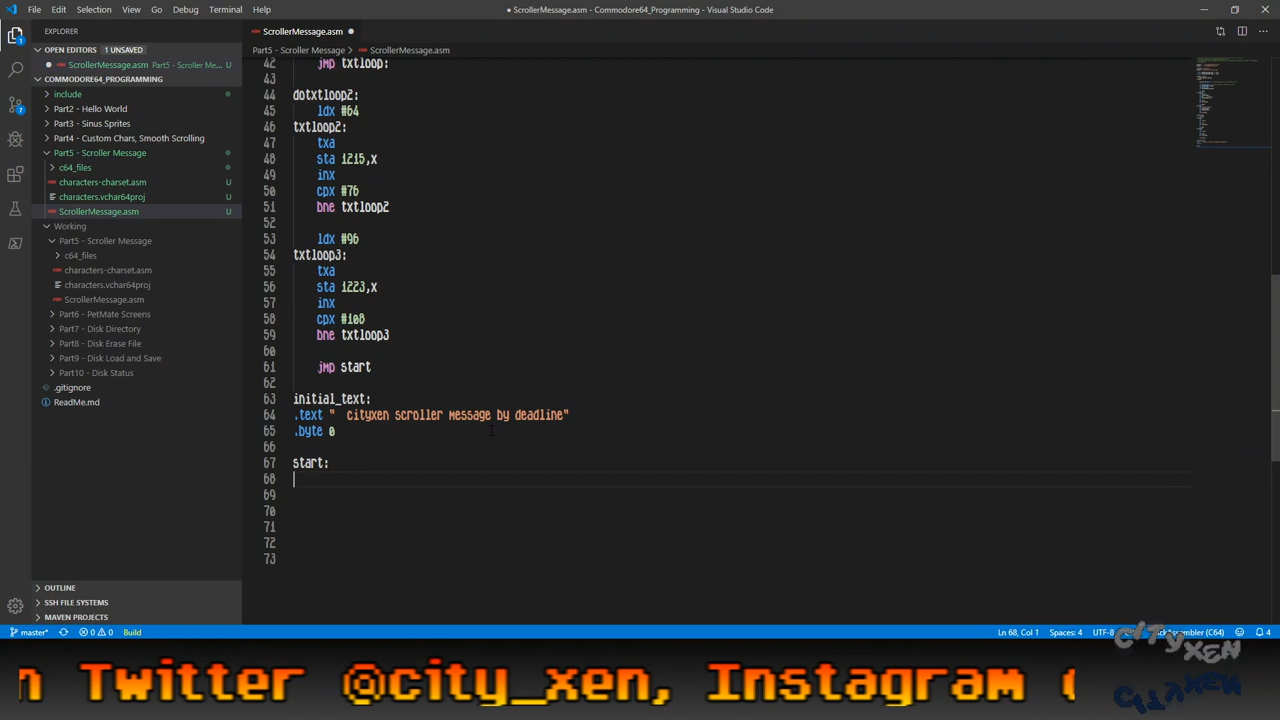 File Edit Selection View Go Debug Terminal Help
● ScrollerMessage.asm - Commodore64_Programming - Visual Studio Code
EXPLORER
OPEN EDITORS 1 UNSAVED
ScrollerMessage.asm Part5 - Scroller Me... U
COMMODORE64_PROGRAMMING
include
Part2 - Hello World
Part3 - Sinus Sprites
Part4 - Custom Chars, Smooth Scrolling
Part5 - Scroller Message
c64_files
characters-charset.asm U
characters.vchar64proj U
ScrollerMessage.asm U
Working
Part5 - Scroller Message
c64_files
characters-charset.asm
characters.vchar64proj
ScrollerMessage.asm
Part6 - PetMate Screens
Part7 - Disk Directory
Part8 - Disk Erase File
Part9 - Disk Load and Save
Part10 - Disk Status
.gitignore
ReadMe.md
OUTLINE
SSH FILE SYSTEMS
MAVEN PROJECTS
1
7
ScrollerMessage.asm
Part5 - Scroller Message > ScrollerMessage.asm
42 jmp txtloop:
43
44 dotxtloop2:
45 ldx #64
46 txtloop2:
47 txa
48 sta 1215,x
49 inx
50 cpx #76
51 bne txtloop2
52
53 ldx #96
54 txtloop3:
55 txa
56 sta 1223,x
57 inx
58 cpx #108
59 bne txtloop3
60
61 jmp start
62
63 initial_text:
64 .text "  cityxen scroller message by deadline"
65 .byte 0
66
67 start:
68
69
70
71
72
73
master* 0 0 Build
Ln 68, Col 1 Spaces: 4 UTF-8 Assembler (C64) 4
n Twitter @city_xen, Instagram
CITYXEN
CITYXEN